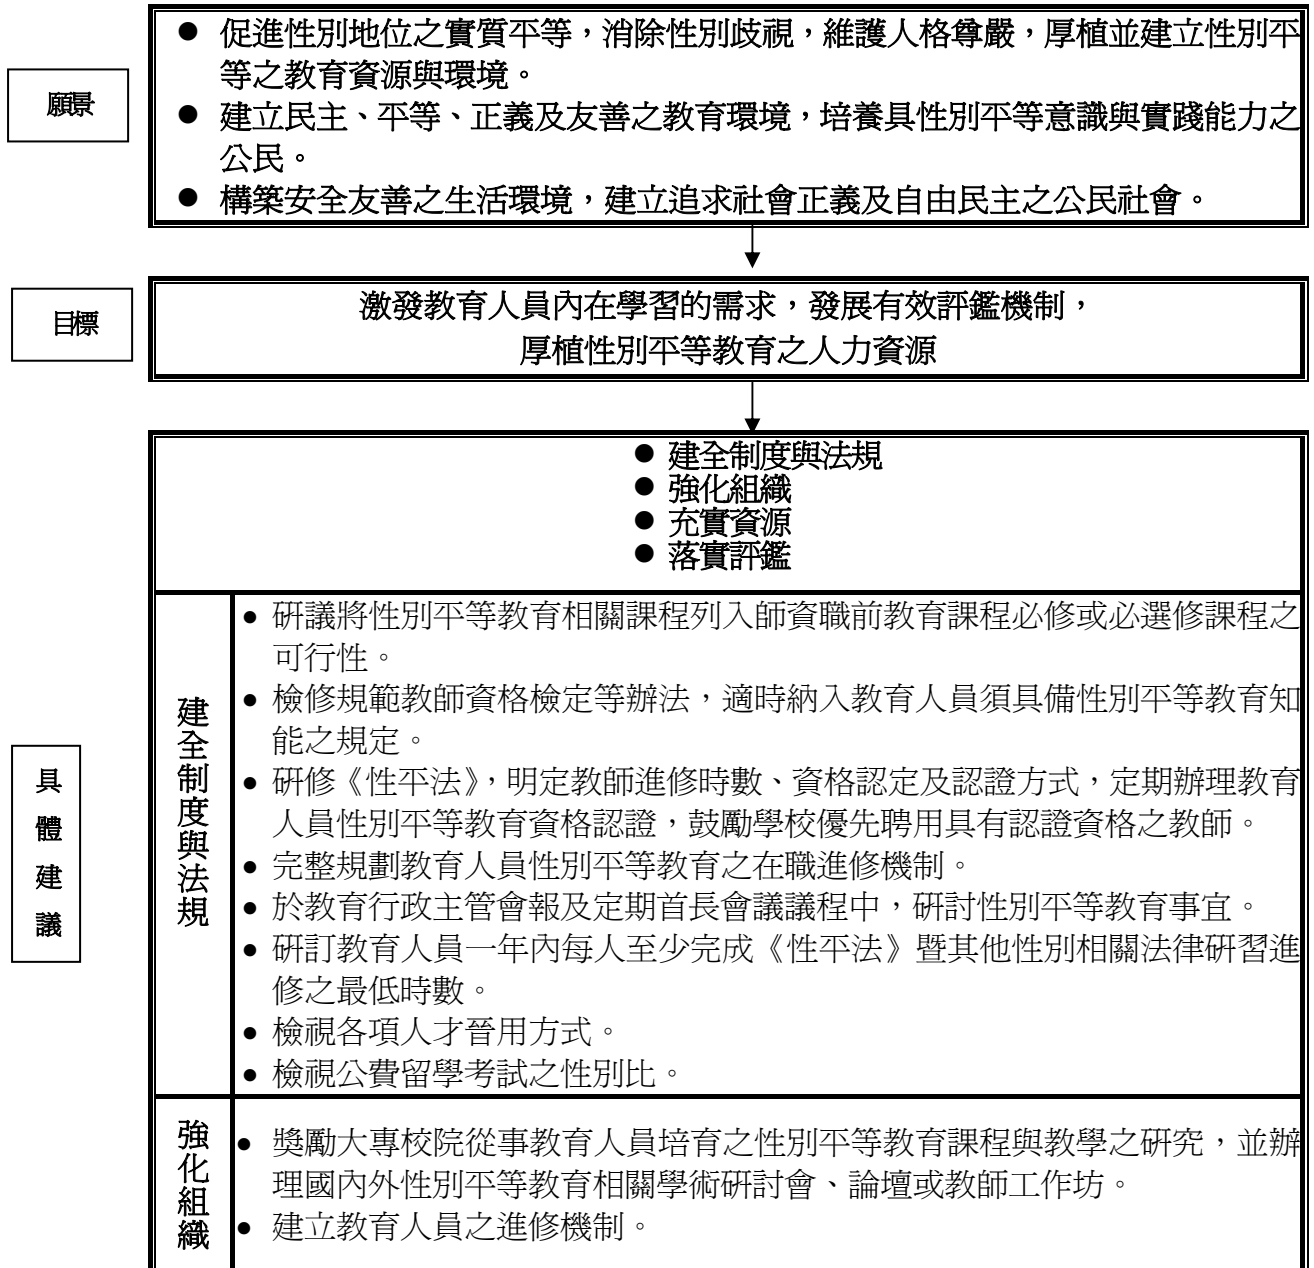 願景
● 促進性別地位之實質平等，消除性別歧視，維護人格尊嚴，厚植並建立性別平
等之教育資源與環境。
● 建立民主、平等、正義及友善之教育環境，培養具性別平等意識與實踐能力之
公民。
● 構築安全友善之生活環境，建立追求社會正義及自由民主之公民社會。
目標
激發教育人員內在學習的需求，發展有效評鑑機制，
厚植性別平等教育之人力資源
具體建議
● 建全制度與法規
● 強化組織
● 充實資源
● 落實評鑑
建全制度與法規
● 研議將性別平等教育相關課程列入師資職前教育課程必修或必選修課程之
可行性。
● 檢修規範教師資格檢定等辦法，適時納入教育人員須具備性別平等教育知
能之規定。
● 研修《性平法》，明定教師進修時數、資格認定及認證方式，定期辦理教育
人員性別平等教育資格認證，鼓勵學校優先聘用具有認證資格之教師。
● 完整規劃教育人員性別平等教育之在職進修機制。
● 於教育行政主管會報及定期首長會議議程中，研討性別平等教育事宜。
● 研訂教育人員一年內每人至少完成《性平法》暨其他性別相關法律研習進
修之最低時數。
● 檢視各項人才晉用方式。
● 檢視公費留學考試之性別比。
強化組織
● 獎勵大專校院從事教育人員培育之性別平等教育課程與教學之研究，並辦
理國內外性別平等教育相關學術研討會、論壇或教師工作坊。
● 建立教育人員之進修機制。